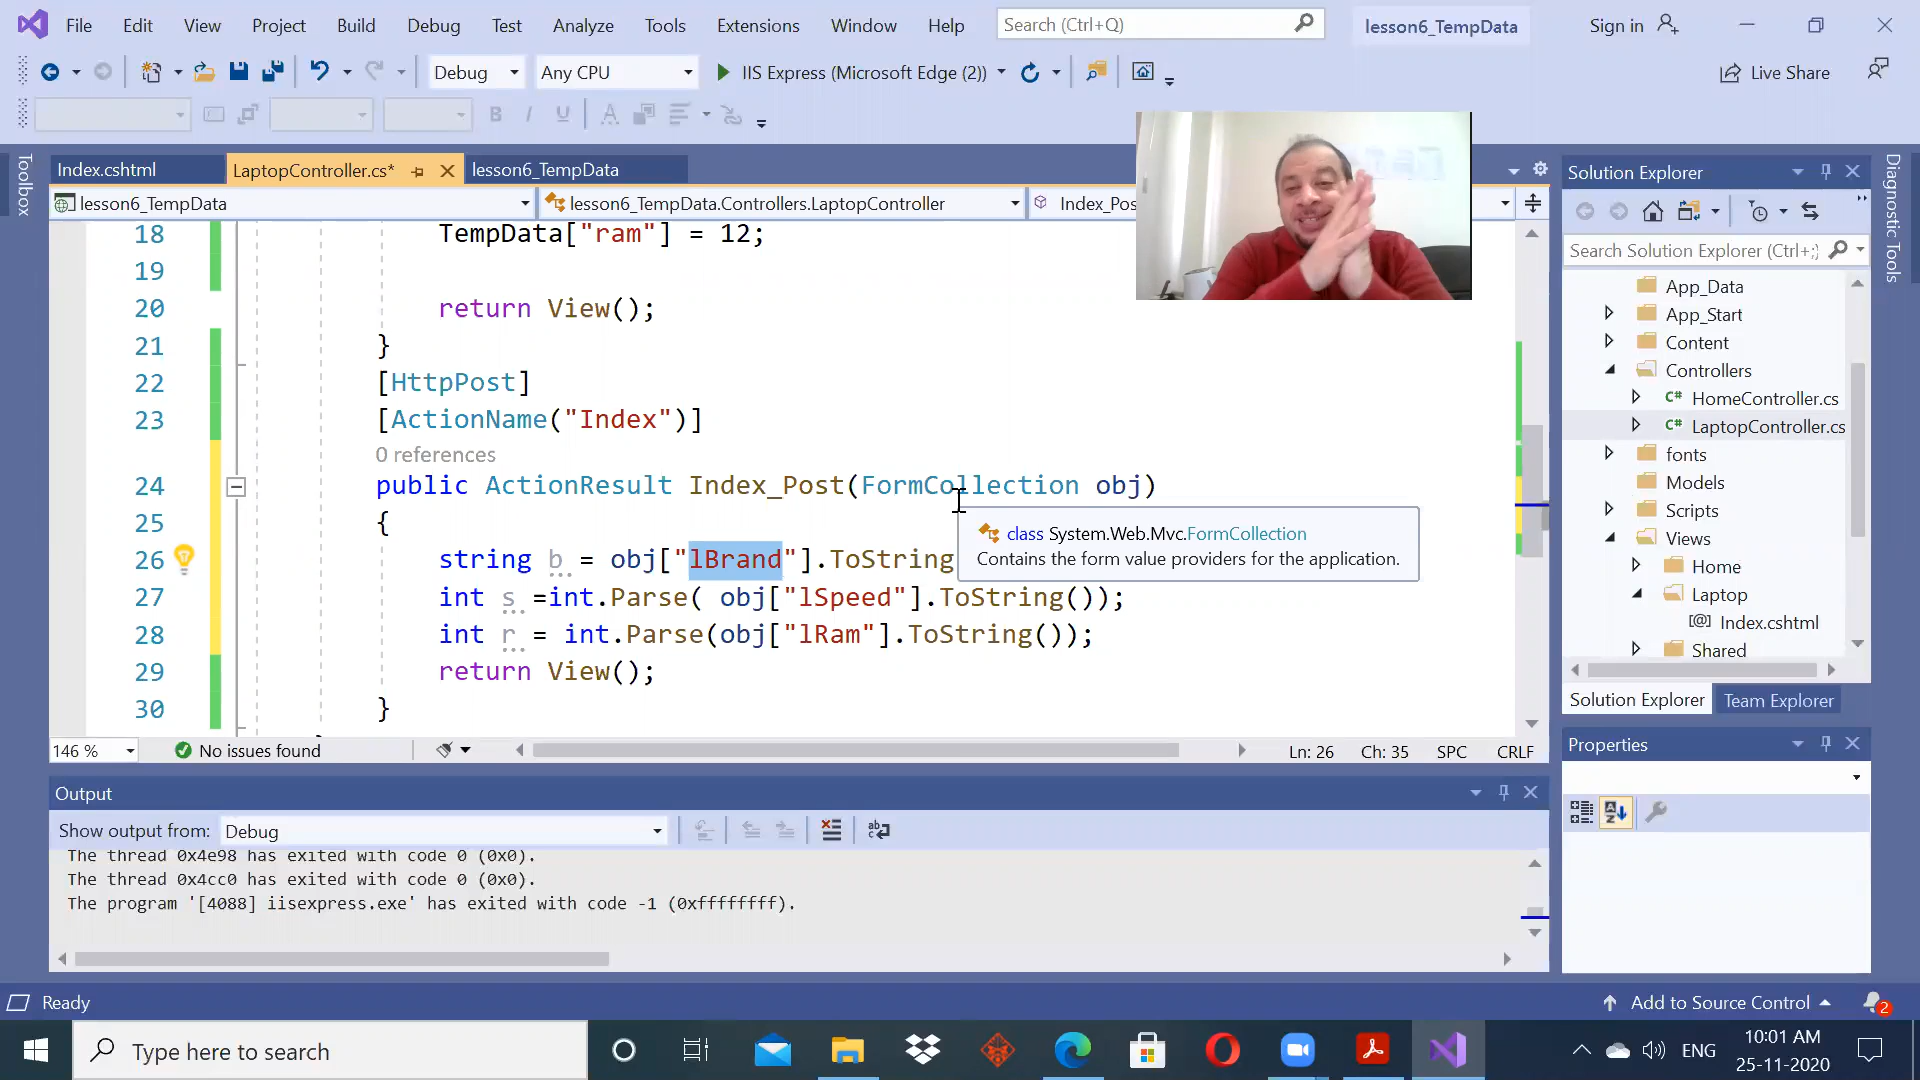 File Edit View Project Build Debug Test Analyze Tools Extensions Window Help Search (Ctrl+Q) lesson6_TempData Sign in
Debug Any CPU IIS Express (Microsoft Edge (2)) Live Share
B I U A
Index.cshtml LaptopController.cs* lesson6_TempData
lesson6_TempData lesson6_TempData.Controllers.LaptopController Index_Pos
Toolbox
18 TempData["ram"] = 12;
19
20 return View();
21 }
22 [HttpPost]
23 [ActionName("Index")]
0 references
24 public ActionResult Index_Post(FormCollection obj)
25 {
26 string b = obj["lBrand"].ToString
27 int s =int.Parse( obj["lSpeed"].ToString());
28 int r = int.Parse(obj["lRam"].ToString());
29 return View();
30 }
class System.Web.Mvc.FormCollection
Contains the form value providers for the application.
146 % No issues found Ln: 26 Ch: 35 SPC CRLF
Output
Show output from: Debug
The thread 0x4e98 has exited with code 0 (0x0).
The thread 0x4cc0 has exited with code 0 (0x0).
The program '[4088] iisexpress.exe' has exited with code -1 (0xffffffff).
Solution Explorer
Search Solution Explorer (Ctrl+;)
App_Data
App_Start
Content
Controllers
C# HomeController.cs
C# LaptopController.cs
fonts
Models
Scripts
Views
Home
Laptop
[@] Index.cshtml
Shared
Solution Explorer Team Explorer
Properties
Diagnostic Tools
Ready Add to Source Control 2
Type here to search ENG
10:01 AM
25-11-2020